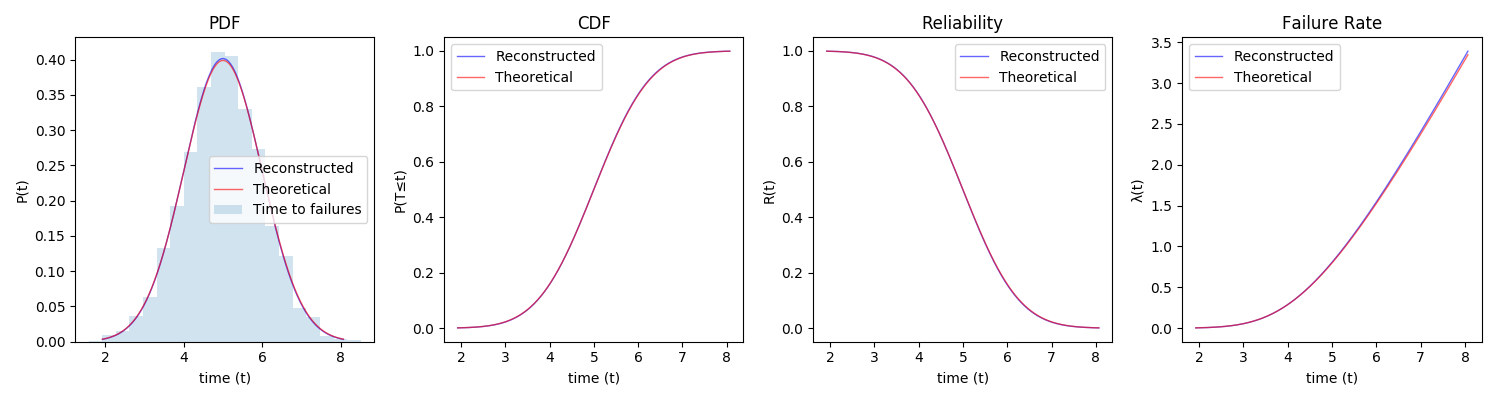 PDF
P(t)
0.40
0.35
0.30
0.25
0.20
0.15
0.10
0.05
0.00
Reconstructed
Theoretical
Time to failures
2 4 6 8
time (t)
CDF
P(T≤t)
1.0
0.8
0.6
0.4
0.2
0.0
Reconstructed
Theoretical
2 3 4 5 6 7 8
time (t)
Reliability
R(t)
1.0
0.8
0.6
0.4
0.2
0.0
Reconstructed
Theoretical
2 3 4 5 6 7 8
time (t)
Failure Rate
λ(t)
3.5
3.0
2.5
2.0
1.5
1.0
0.5
0.0
Reconstructed
Theoretical
2 3 4 5 6 7 8
time (t)